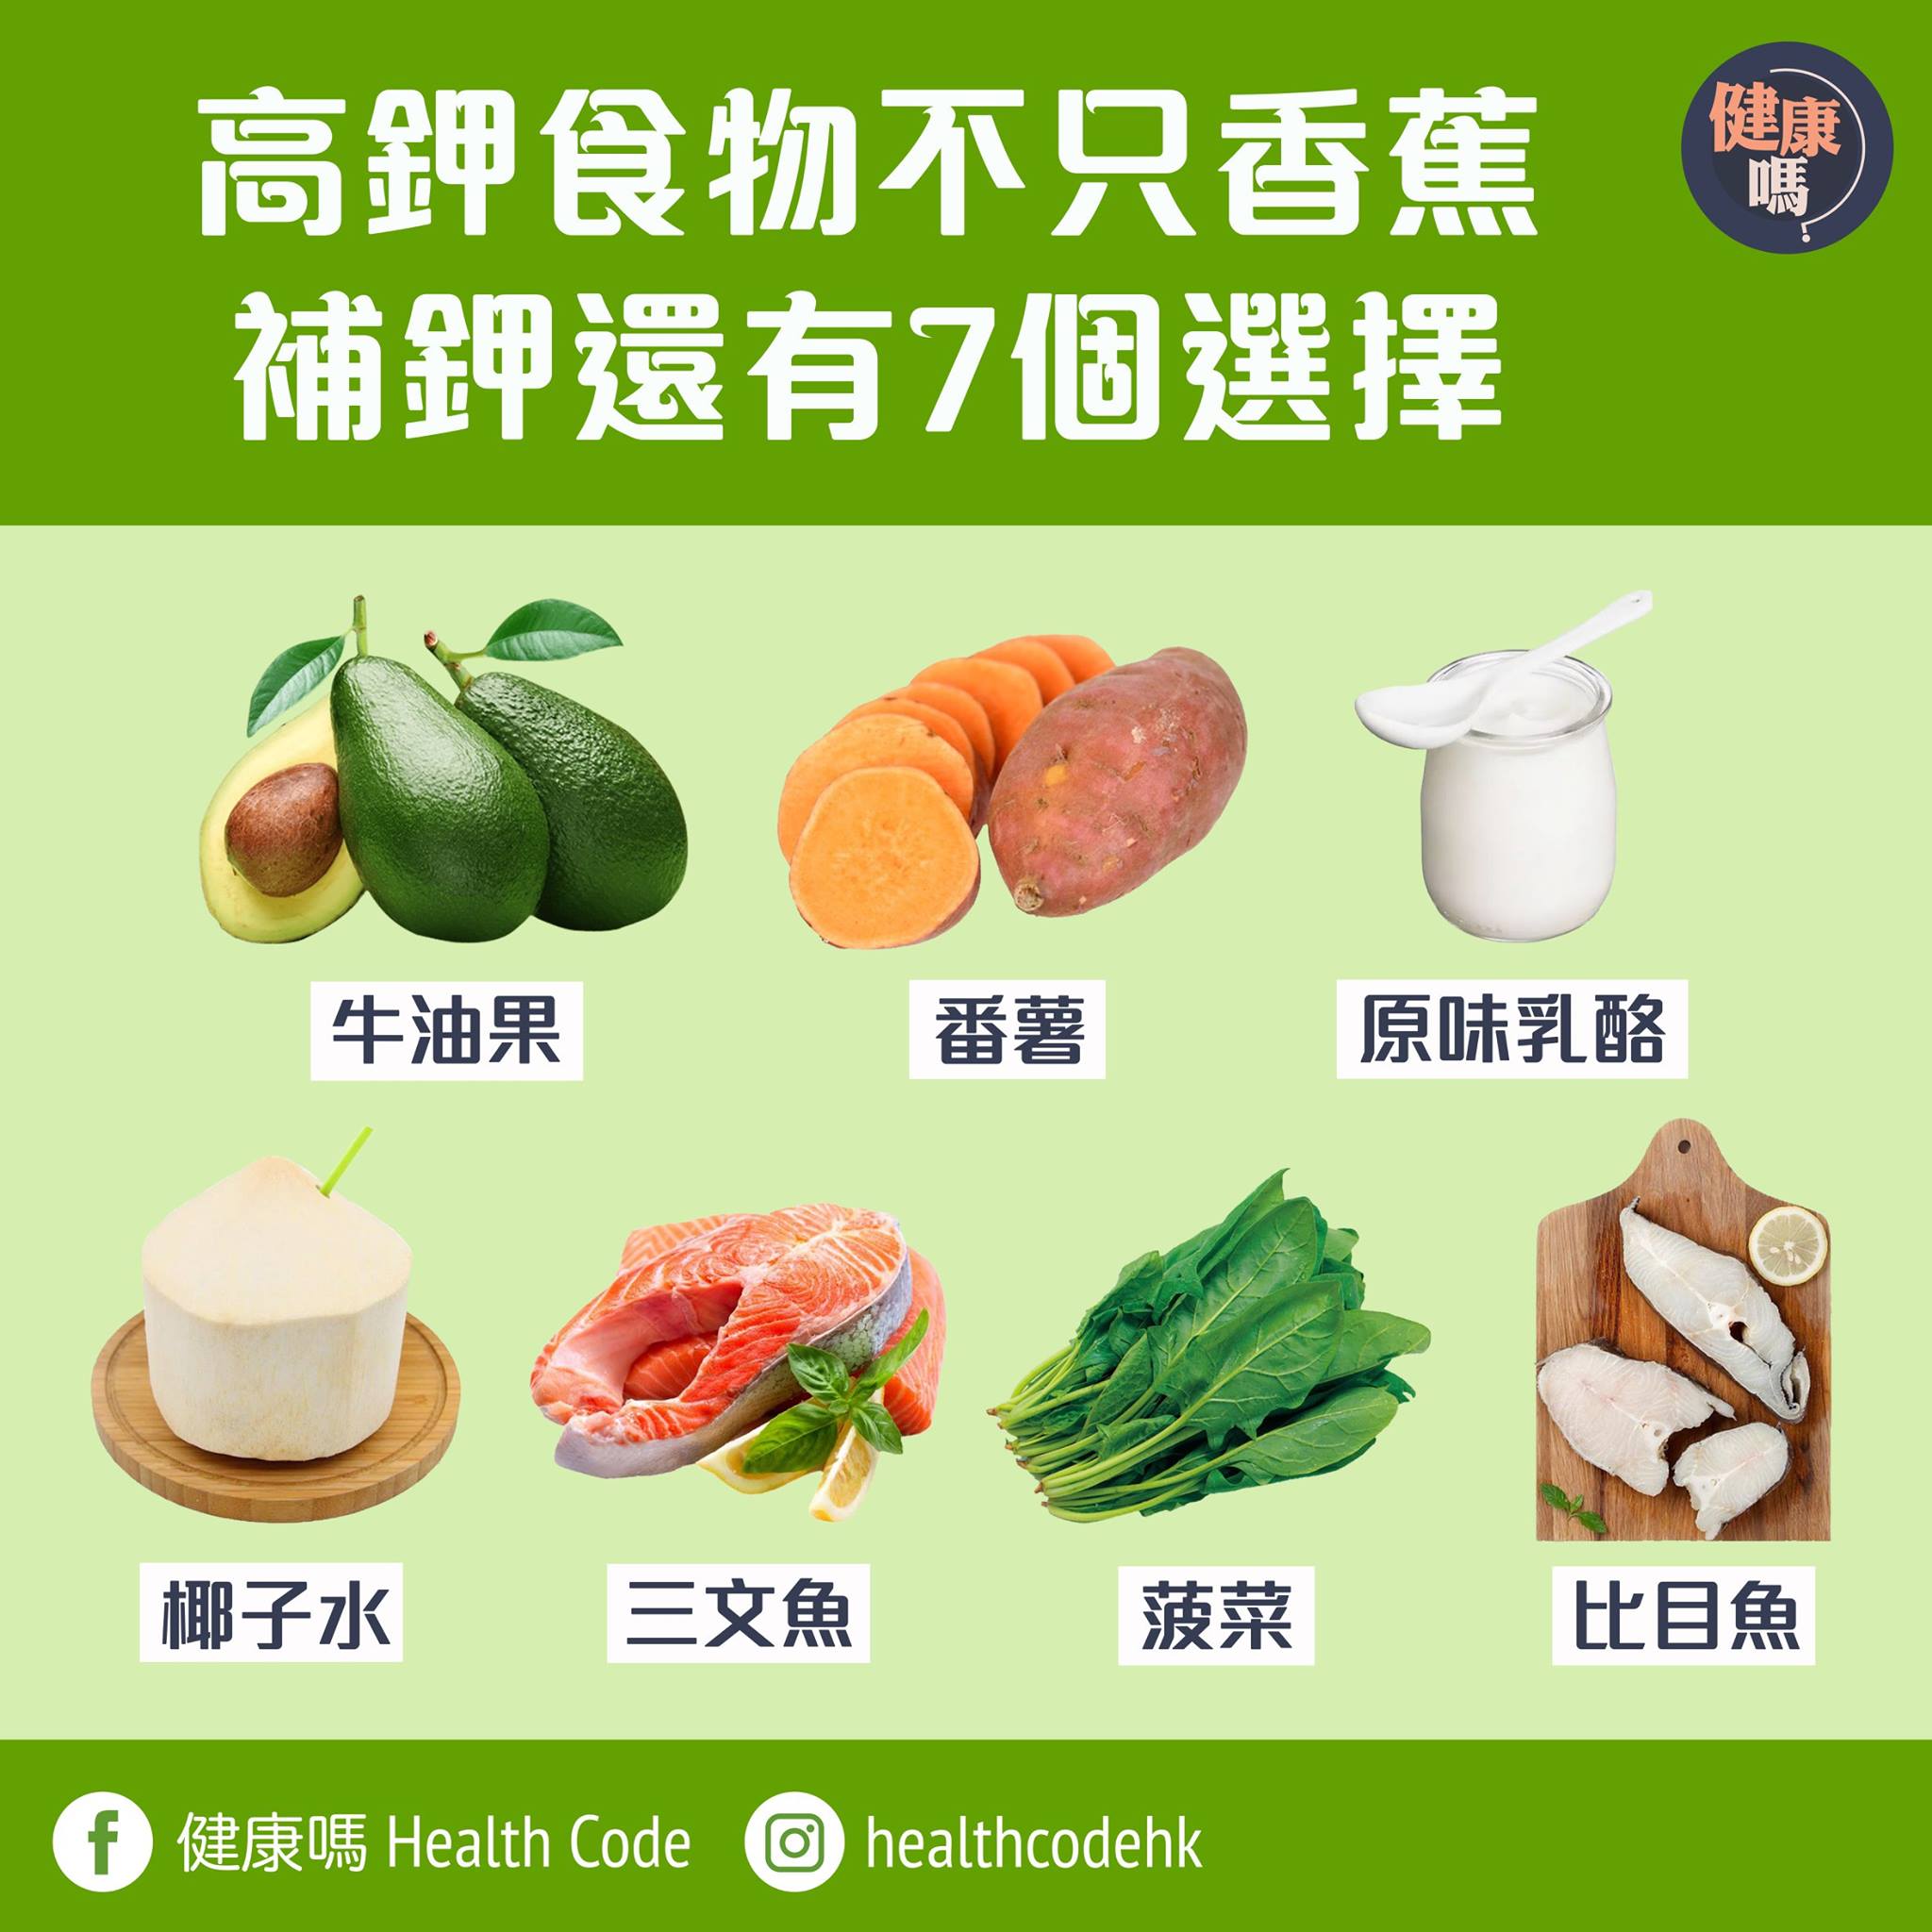 高鉀食物不只香蕉
補鉀還有7個選擇
健康
嗎?
牛油果
番薯
原味乳酪
椰子水
三文魚
菠菜
比目魚
健康嗎 Health Code
healthcodehk